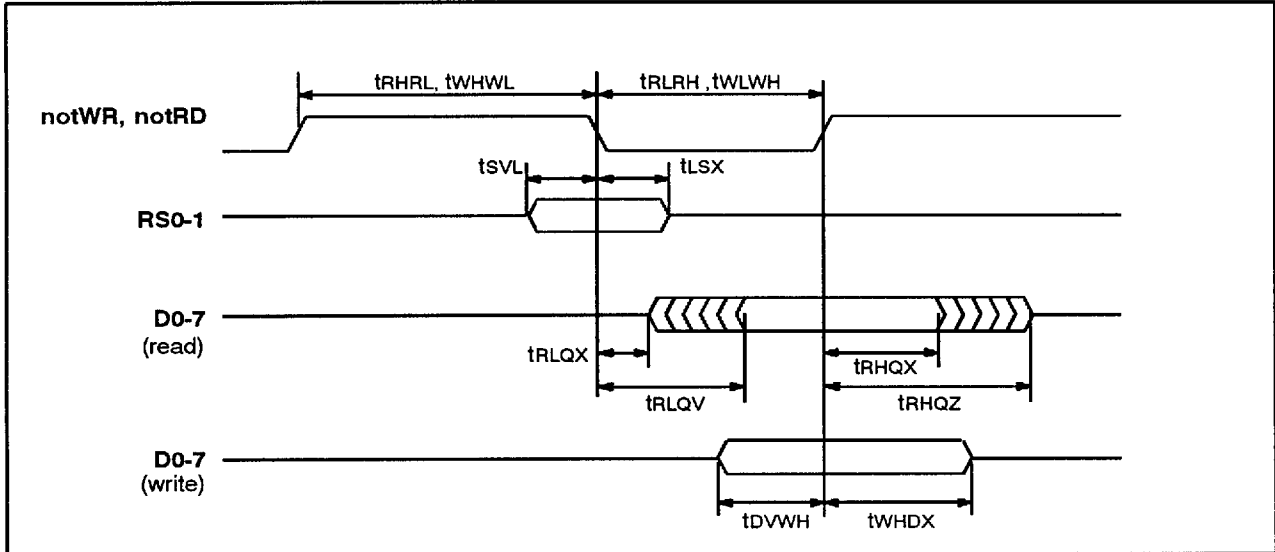 tRHRL, tWHWL
tRLRH ,tWLWH
notWR, notRD
tSVL
tLSX
RS0-1
D0-7
(read)
tRLQX
tRHQX
tRLQV
tRHQZ
D0-7
(write)
tDVWH
tWHDX